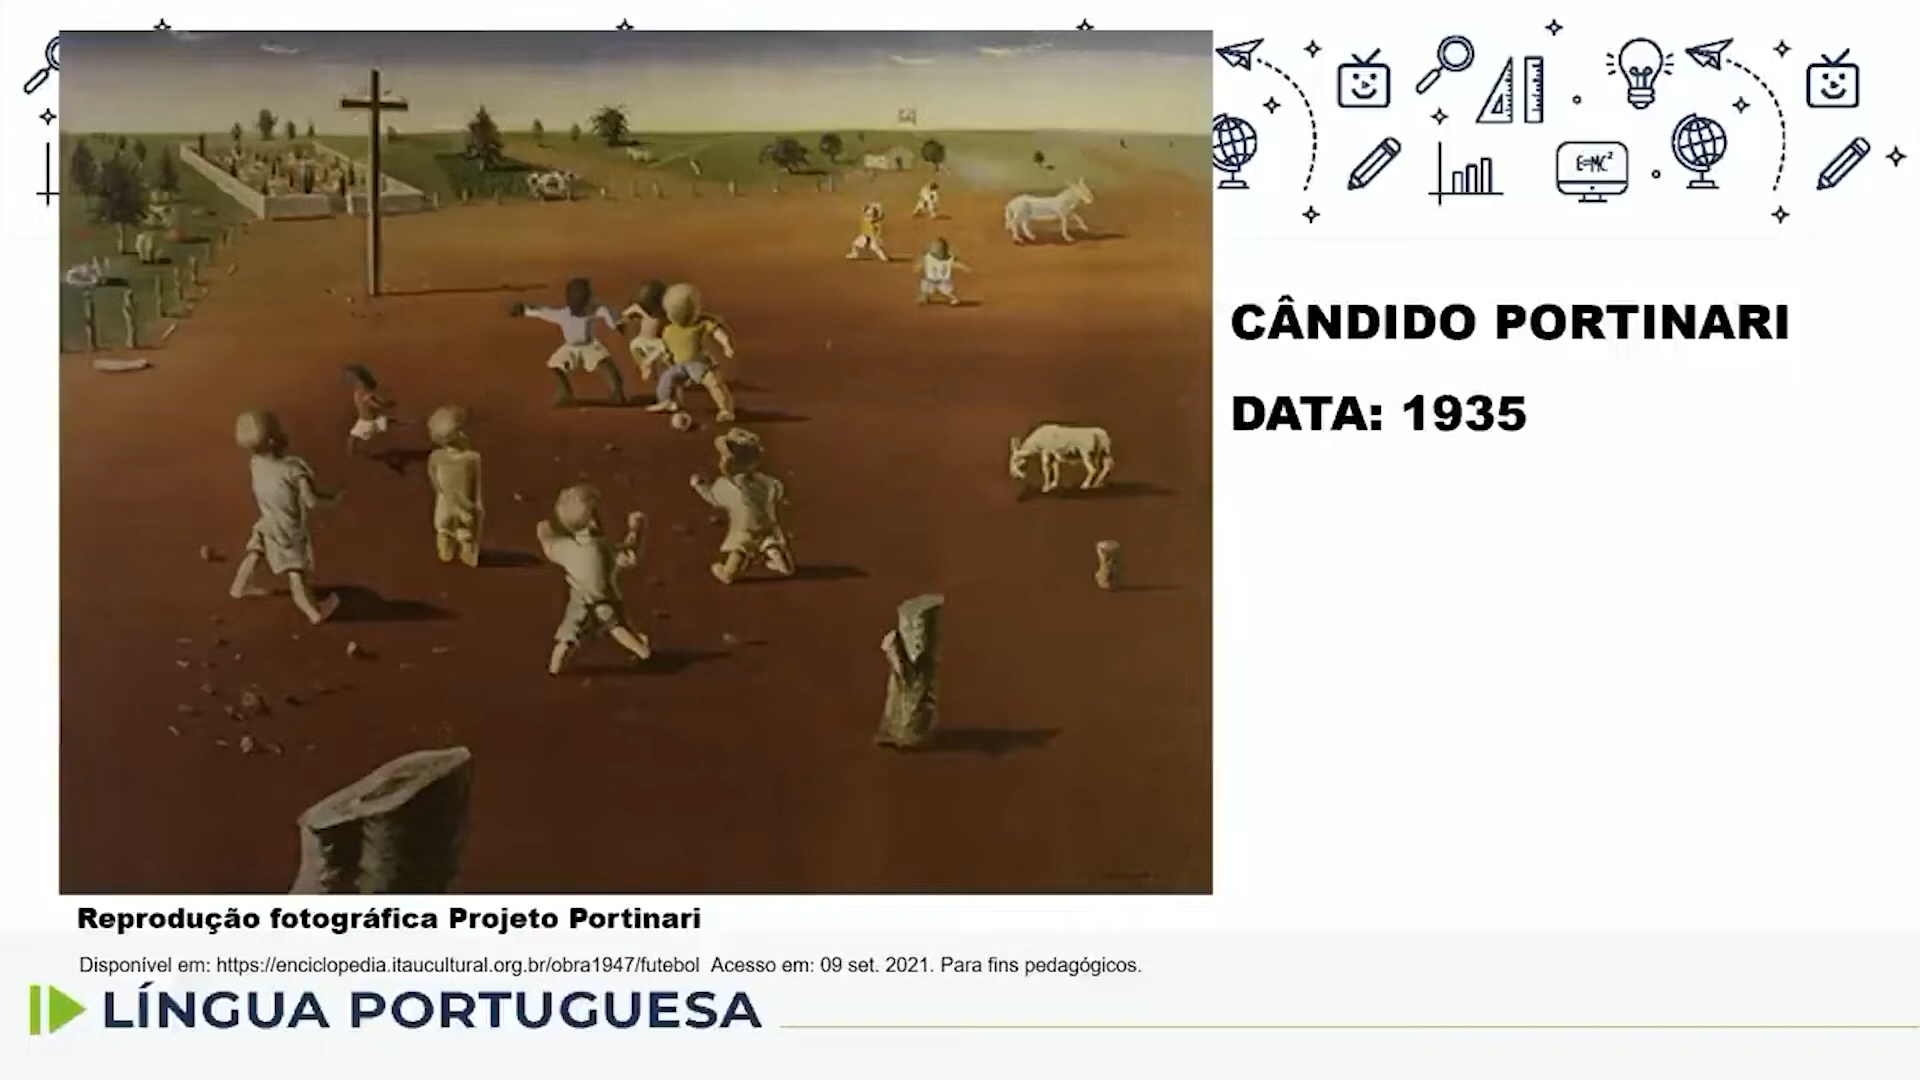 E=MC²
CÂNDIDO PORTINARI
DATA: 1935
Reprodução fotográfica Projeto Portinari
Disponível em: https://enciclopedia.itaucultural.org.br/obra1947/futebol Acesso em: 09 set. 2021. Para fins pedagógicos.
LÍNGUA PORTUGUESA